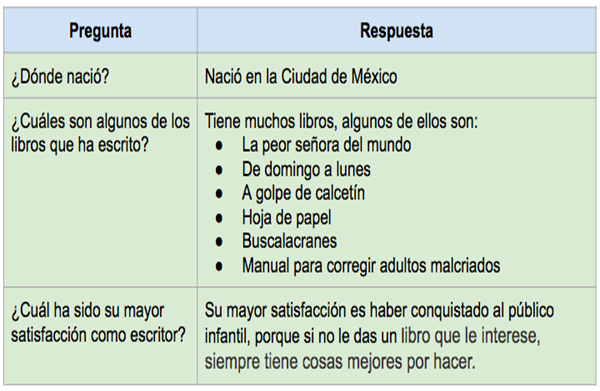 Pregunta
Respuesta
¿Dónde nació?
Nació en la Ciudad de México
¿Cuáles son algunos de los
libros que ha escrito?
Tiene muchos libros, algunos de ellos son:
● La peor señora del mundo
● De domingo a lunes
● A golpe de calcetín
● Hoja de papel
● Buscalacranes
● Manual para corregir adultos malcriados
¿Cuál ha sido su mayor
satisfacción como escritor?
Su mayor satisfacción es haber conquistado al público
infantil, porque si no le das un libro que le interese,
siempre tiene cosas mejores por hacer.